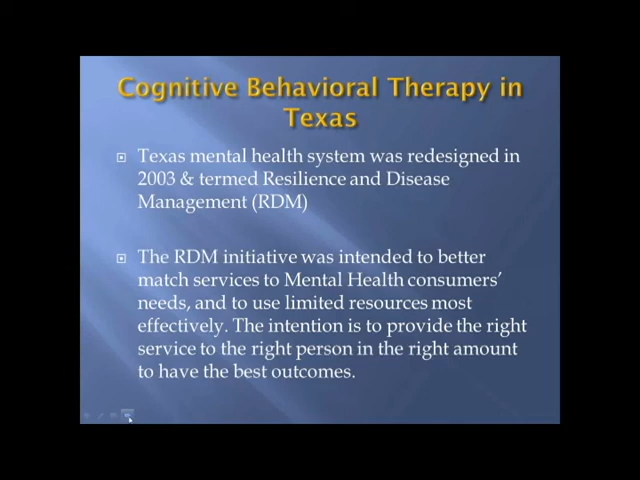 Cognitive Behavioral Therapy in
Texas
Texas mental health system was redesigned in
2003 & termed Resilience and Disease
Management (RDM)
The RDM initiative was intended to better
match services to Mental Health consumers’
needs, and to use limited resources most
effectively. The intention is to provide the right
service to the right person in the right amount
to have the best outcomes.